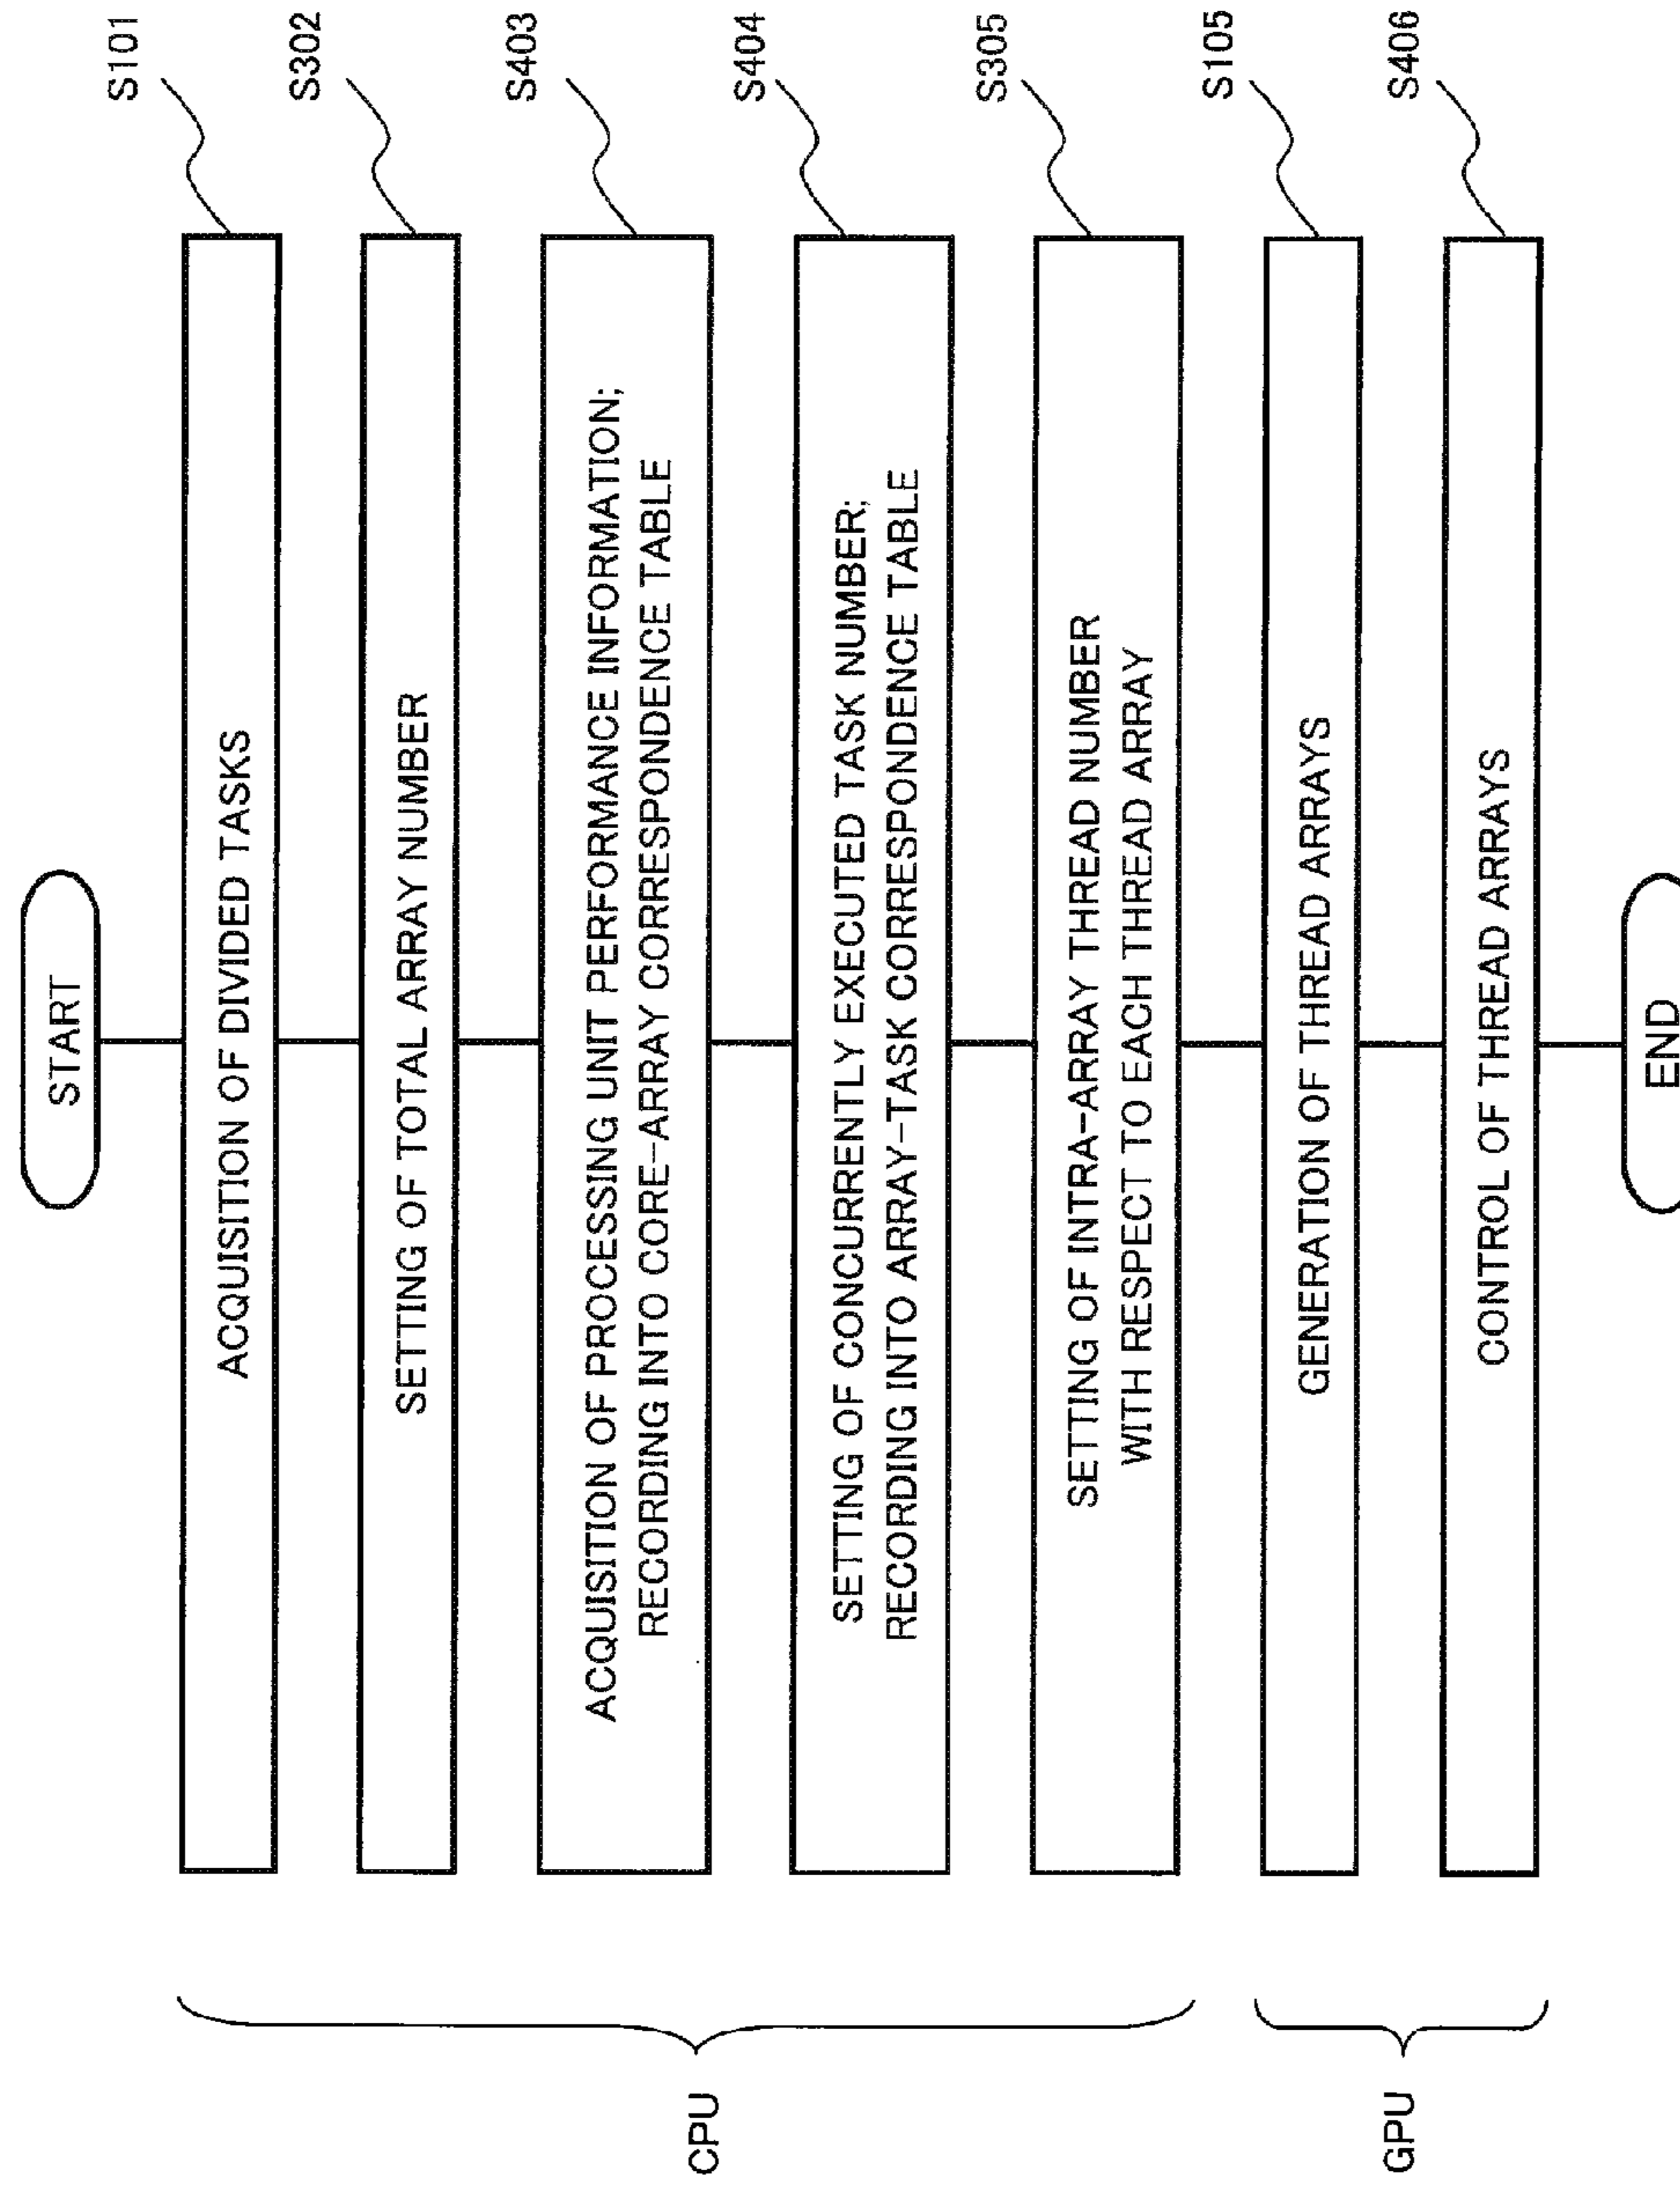 START
S101
ACQUISITION OF DIVIDED TASKS
S302
SETTING OF TOTAL ARRAY NUMBER
S403
ACQUISITION OF PROCESSING UNIT PERFORMANCE INFORMATION;
RECORDING INTO CORE-ARRAY CORRESPONDENCE TABLE
S404
SETTING OF CONCURRENTLY EXECUTED TASK NUMBER;
RECORDING INTO ARRAY-TASK CORRESPONDENCE TABLE
S305
SETTING OF INTRA-ARRAY THREAD NUMBER
WITH RESPECT TO EACH THREAD ARRAY
CPU
S105
GENERATION OF THREAD ARRAYS
S406
CONTROL OF THREAD ARRAYS
GPU
END